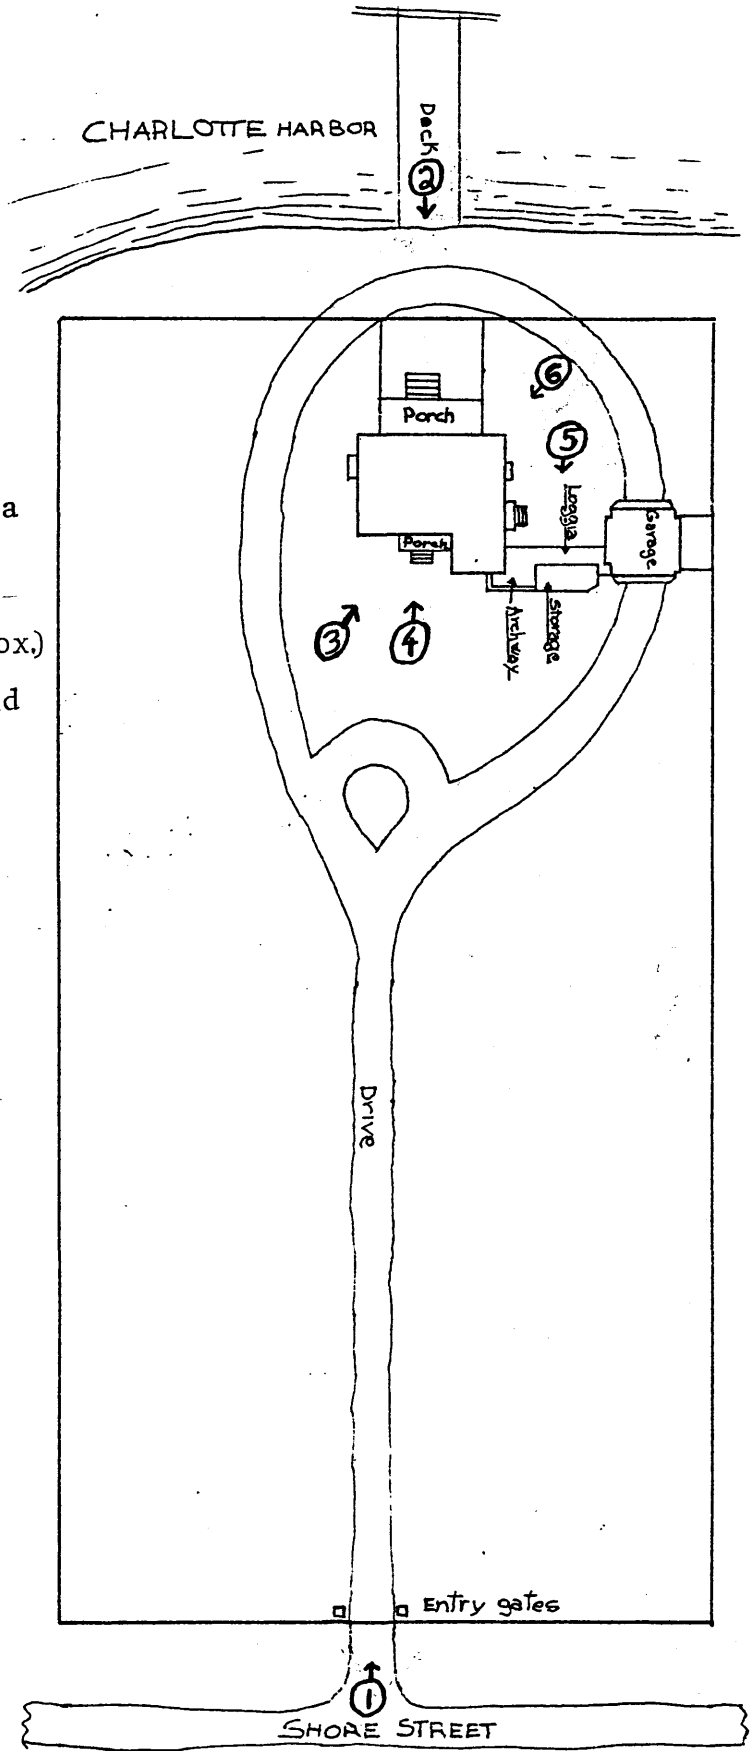 Dock
CHARLOTTE HARBOR
2
6
Porch
5
a
Loggia
Garage
Porch
Archway
Storage
3
4
d
Drive
Entry gates
1
SHORE STREET